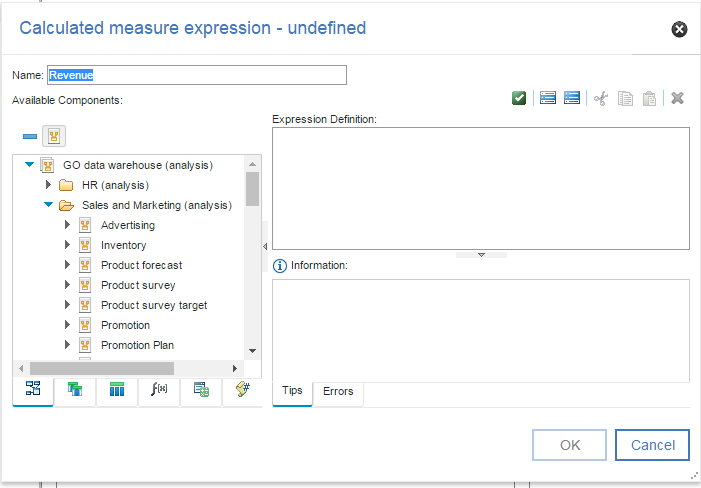 Calculated measure expression - undefined
Name: Revenue
Available Components:
Expression Definition:
GO data warehouse (analysis)
HR (analysis)
Sales and Marketing (analysis)
Advertising
Inventory
Product forecast
Product survey
Product survey target
Promotion
Promotion Plan
Information:
f(x)
Tips
Errors
OK
Cancel